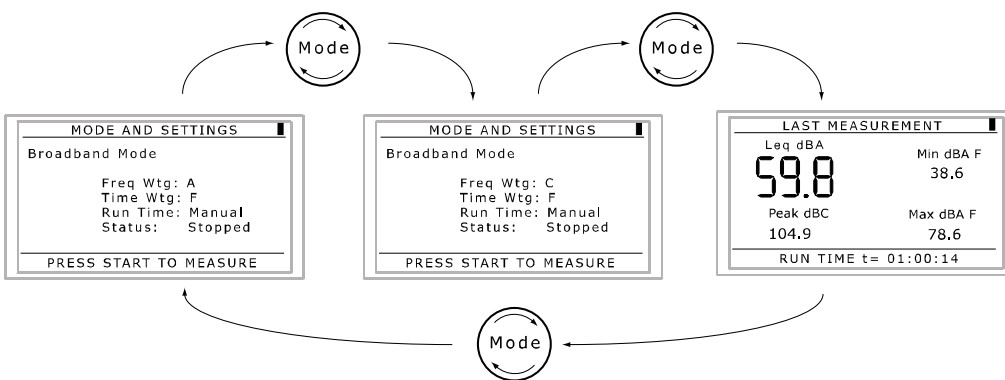 Mode
Mode
MODE AND SETTINGS
Broadband Mode
Freq Wtg: A
Time Wtg: F
Run Time: Manual
Status: Stopped
PRESS START TO MEASURE
MODE AND SETTINGS
Broadband Mode
Freq Wtg: C
Time Wtg: F
Run Time: Manual
Status: Stopped
PRESS START TO MEASURE
LAST MEASUREMENT
Leq dBA
59.8
Min dBA F
38.6
Peak dBC
104.9
Max dBA F
78.6
RUN TIME t= 01:00:14
Mode